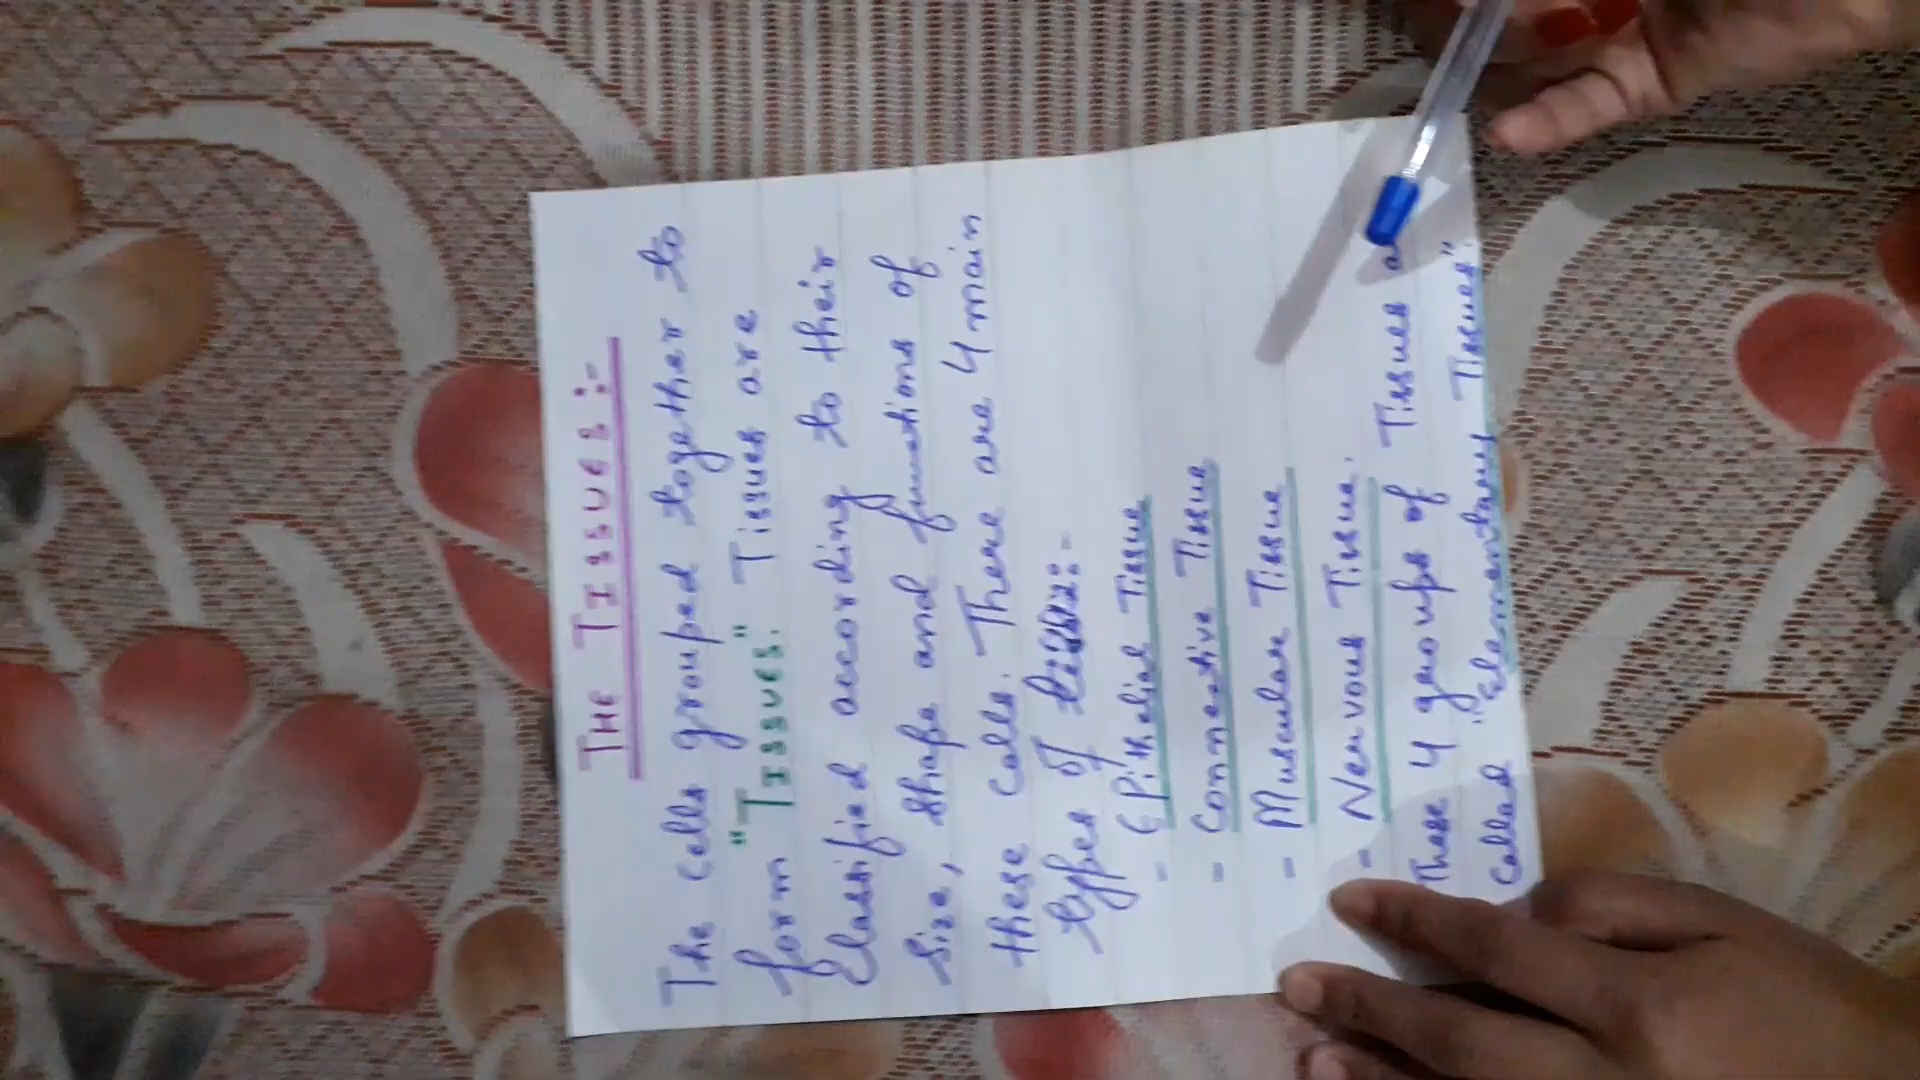 THE TISSUES:-
The cells grouped together to
form "TISSUES." Tissues are
Classified according to their
Size, shape and functions of
these cells. There are 4 main
types of
- Epithelial Tissue
- Connective Tissue
- Muscular Tissue
- Nervous Tissue.
These 4 groups of Tissues
Called "Elementary Tissues".